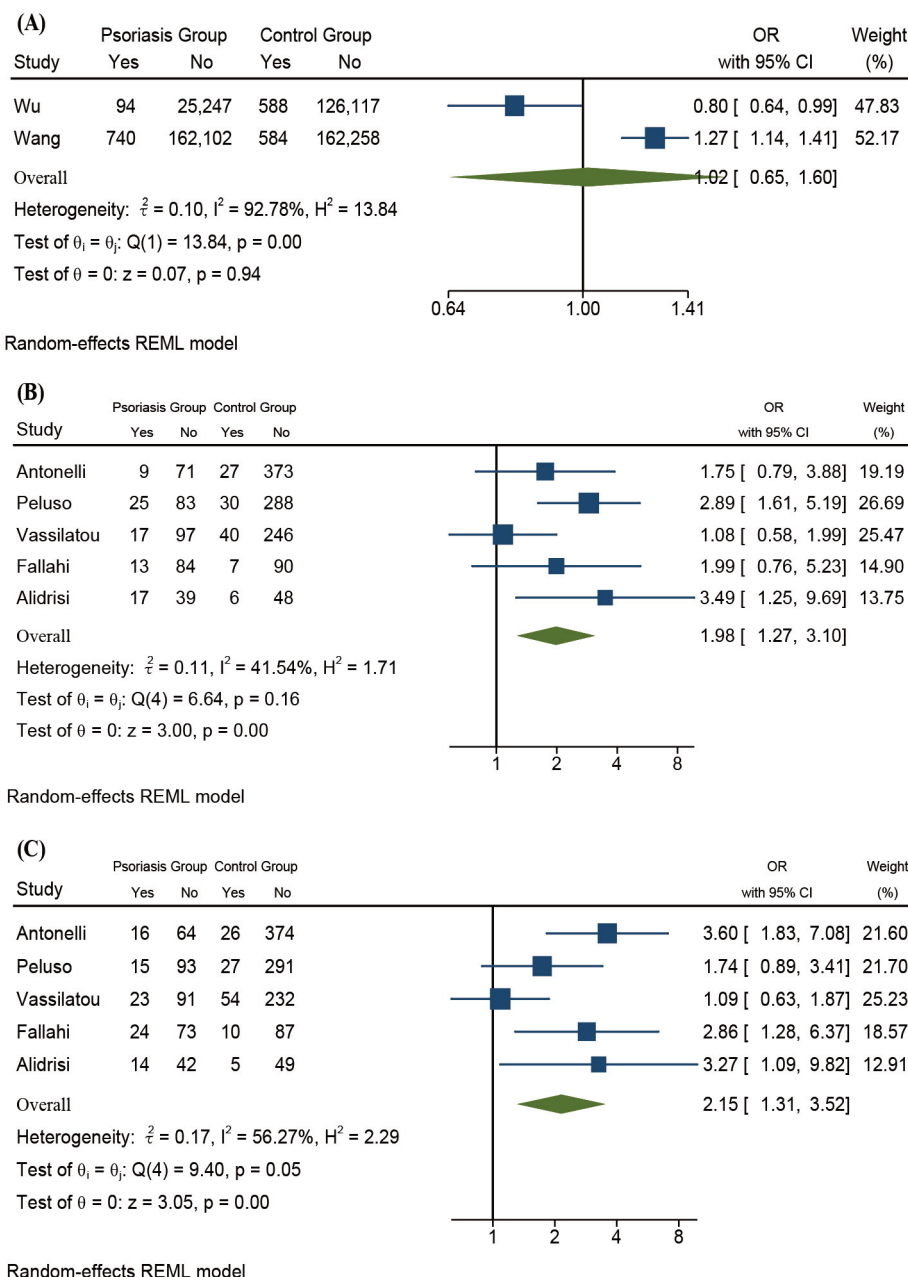 (A)
Psoriasis Group Control Group OR Weight
Study Yes No Yes No with 95% CI (%)
Wu 94 25,247 588 126,117 0.80 [ 0.64, 0.99] 47.83
Wang 740 162,102 584 162,258 1.27 [ 1.14, 1.41] 52.17
Overall 1.02 [ 0.65, 1.60]
Heterogeneity: τ² = 0.10, I² = 92.78%, H² = 13.84
Test of θᵢ = θⱼ: Q(1) = 13.84, p = 0.00
Test of θ = 0: z = 0.07, p = 0.94
0.64 1.00 1.41
Random-effects REML model
(B)
Psoriasis Group Control Group OR Weight
Study Yes No Yes No with 95% CI (%)
Antonelli 9 71 27 373 1.75 [ 0.79, 3.88] 19.19
Peluso 25 83 30 288 2.89 [ 1.61, 5.19] 26.69
Vassilatou 17 97 40 246 1.08 [ 0.58, 1.99] 25.47
Fallahi 13 84 7 90 1.99 [ 0.76, 5.23] 14.90
Alidrisi 17 39 6 48 3.49 [ 1.25, 9.69] 13.75
Overall 1.98 [ 1.27, 3.10]
Heterogeneity: τ² = 0.11, I² = 41.54%, H² = 1.71
Test of θᵢ = θⱼ: Q(4) = 6.64, p = 0.16
Test of θ = 0: z = 3.00, p = 0.00
1 2 4 8
Random-effects REML model
(C)
Psoriasis Group Control Group OR Weight
Study Yes No Yes No with 95% CI (%)
Antonelli 16 64 26 374 3.60 [ 1.83, 7.08] 21.60
Peluso 15 93 27 291 1.74 [ 0.89, 3.41] 21.70
Vassilatou 23 91 54 232 1.09 [ 0.63, 1.87] 25.23
Fallahi 24 73 10 87 2.86 [ 1.28, 6.37] 18.57
Alidrisi 14 42 5 49 3.27 [ 1.09, 9.82] 12.91
Overall 2.15 [ 1.31, 3.52]
Heterogeneity: τ² = 0.17, I² = 56.27%, H² = 2.29
Test of θᵢ = θⱼ: Q(4) = 9.40, p = 0.05
Test of θ = 0: z = 3.05, p = 0.00
1 2 4 8
Random-effects REML model